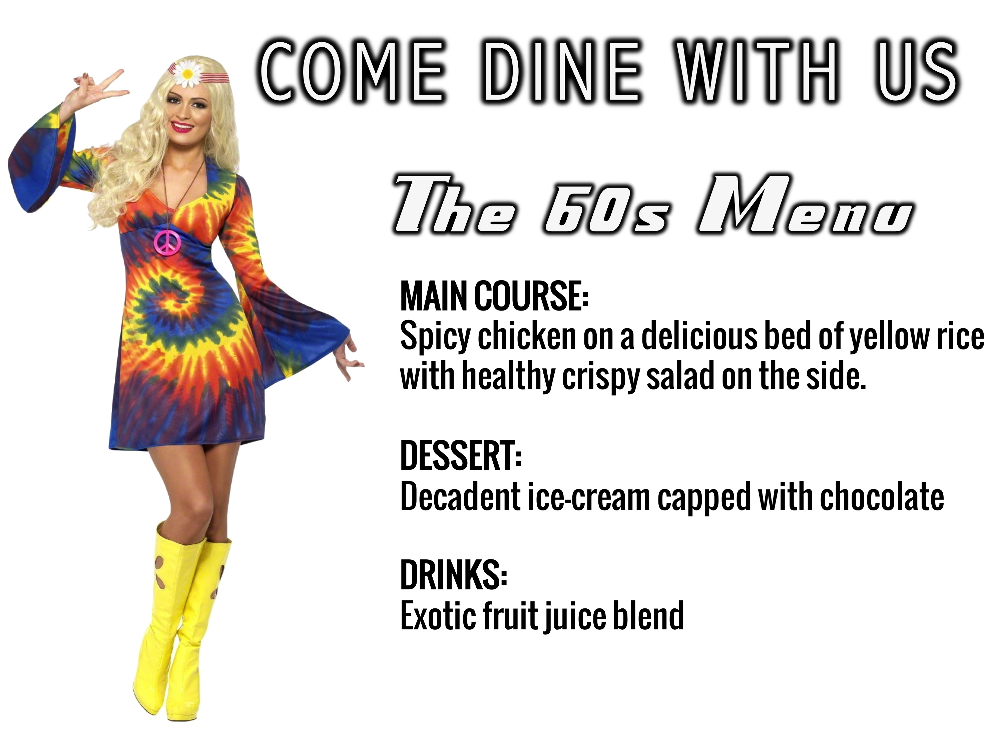 COME DINE WITH US
The 60s Menu
MAIN COURSE:
Spicy chicken on a delicious bed of yellow rice
with healthy crispy salad on the side.
DESSERT:
Decadent ice-cream capped with chocolate
DRINKS:
Exotic fruit juice blend